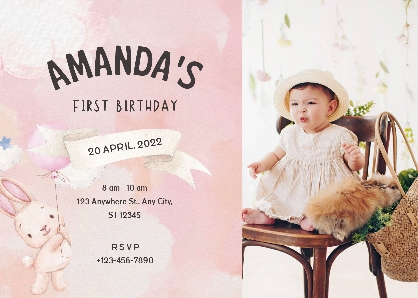 AMANDA'S
FIRST BIRTHDAY
20 APRIL, 2022
8 am  10 am
123 Anywhere St., Any City,
ST 12345
RSVP
+123-456-7890